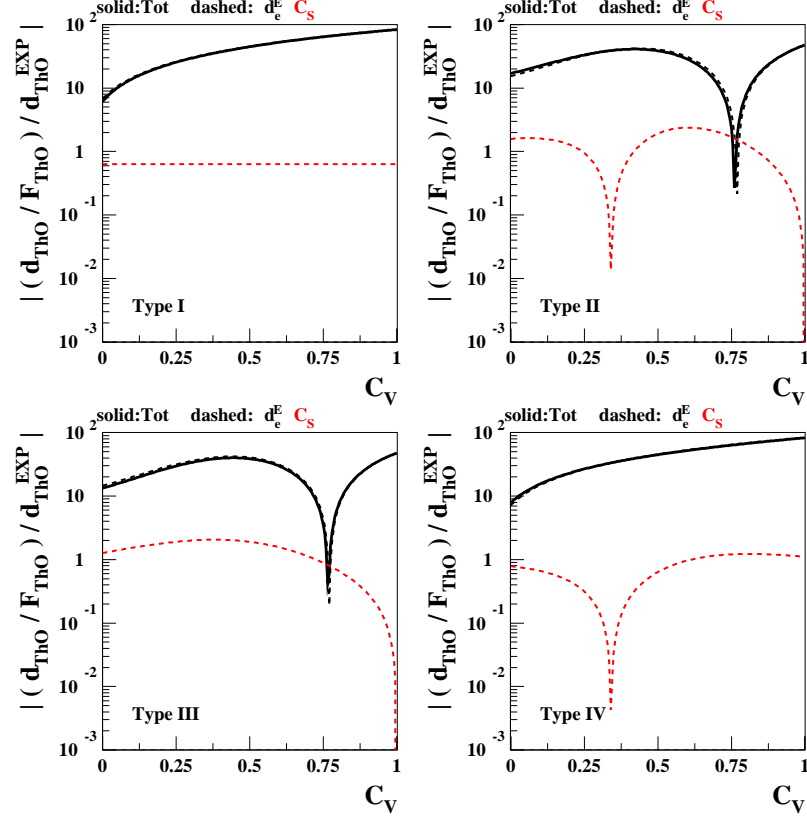 solid:Tot dashed: d_e^E C_S
solid:Tot dashed: d_e^E C_S
| ( d_ThO / F_ThO ) / d_ThO^EXP |
10^2
10
1
10^-1
10^-2
10^-3
Type I
0 0.25 0.5 0.75 1
C_V
| ( d_ThO / F_ThO ) / d_ThO^EXP |
10^2
10
1
10^-1
10^-2
10^-3
Type II
0 0.25 0.5 0.75 1
C_V
solid:Tot dashed: d_e^E C_S
solid:Tot dashed: d_e^E C_S
| ( d_ThO / F_ThO ) / d_ThO^EXP |
10^2
10
1
10^-1
10^-2
10^-3
Type III
0 0.25 0.5 0.75 1
C_V
| ( d_ThO / F_ThO ) / d_ThO^EXP |
10^2
10
1
10^-1
10^-2
10^-3
Type IV
0 0.25 0.5 0.75 1
C_V